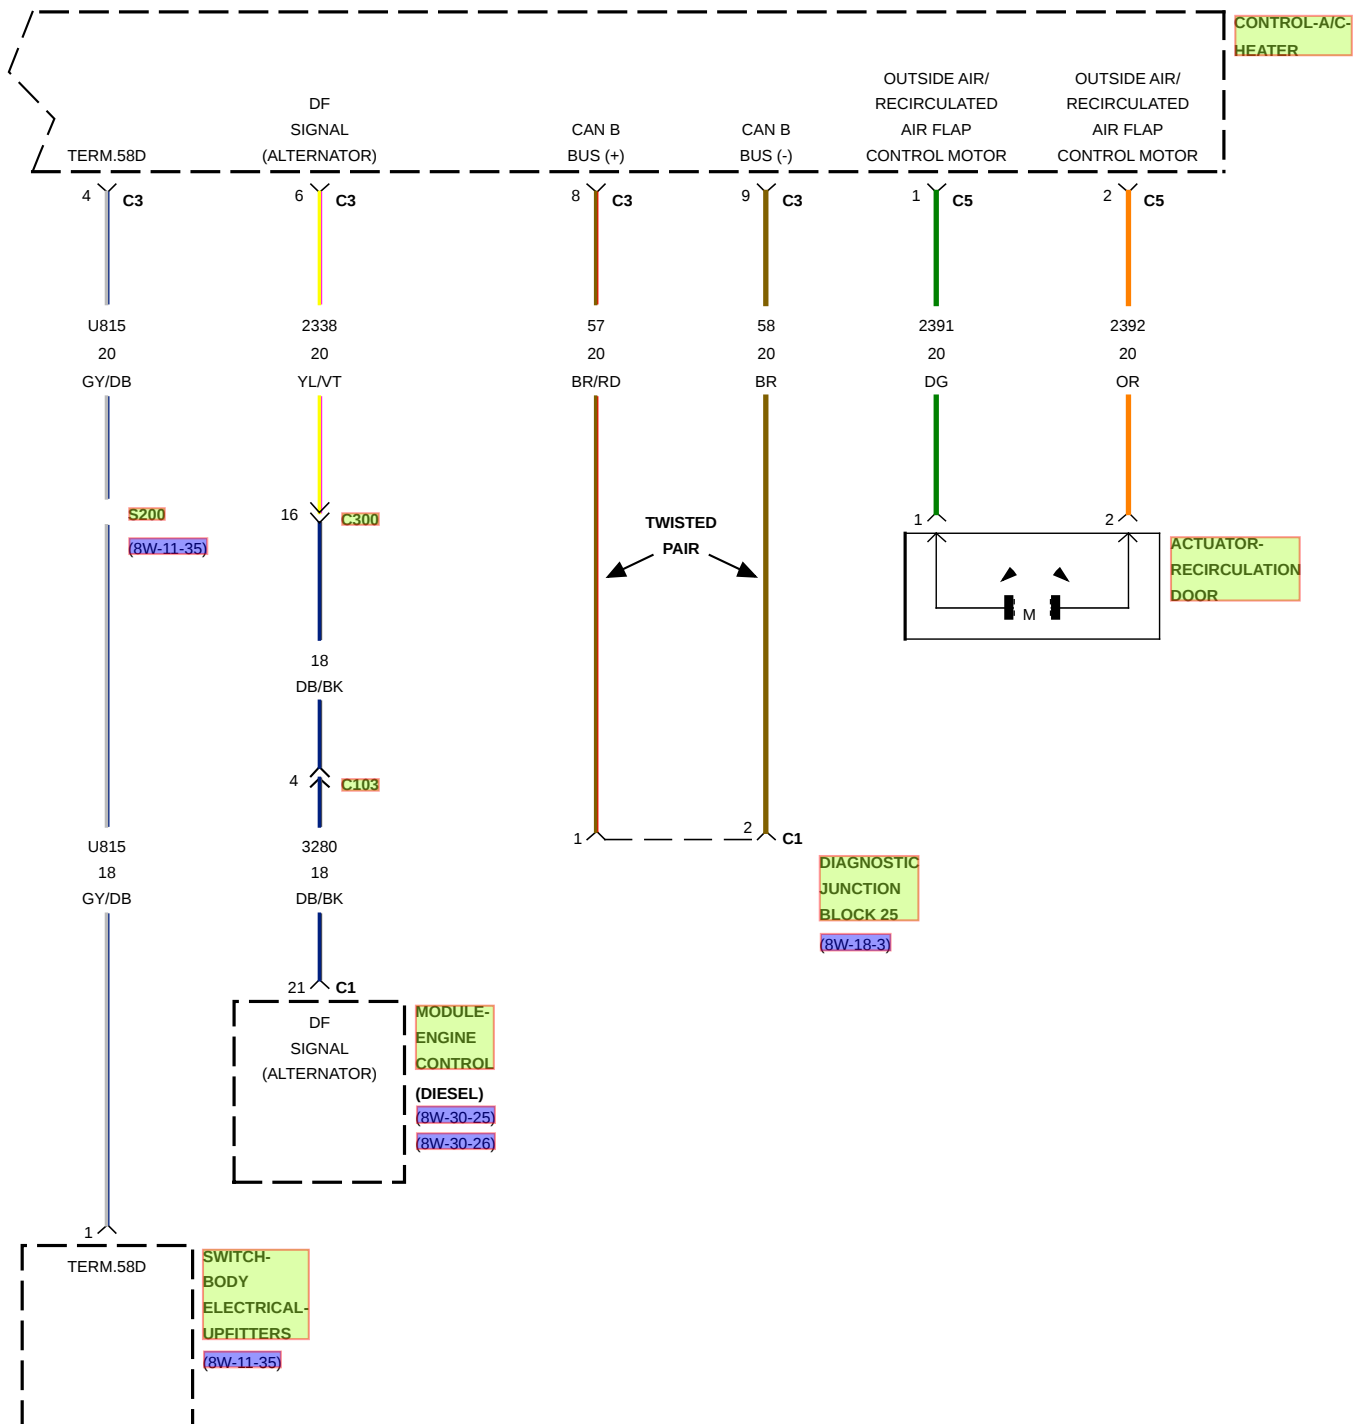 CONTROL-A/C-
HEATER
TERM.58D
DF
SIGNAL
(ALTERNATOR)
CAN B
BUS (+)
CAN B
BUS (-)
OUTSIDE AIR/
RECIRCULATED
AIR FLAP
CONTROL MOTOR
OUTSIDE AIR/
RECIRCULATED
AIR FLAP
CONTROL MOTOR
4 C3
6 C3
8 C3
9 C3
1 C5
2 C5
U815
20
GY/DB
2338
20
YL/VT
57
20
BR/RD
58
20
BR
2391
20
DG
2392
20
OR
S200
(8W-11-35)
16 C300
TWISTED
PAIR
1
2
M
ACTUATOR-
RECIRCULATION
DOOR
18
DB/BK
4 C103
U815
18
GY/DB
3280
18
DB/BK
1
2 C1
DIAGNOSTIC
JUNCTION
BLOCK 25
(8W-18-3)
21 C1
DF
SIGNAL
(ALTERNATOR)
MODULE-
ENGINE
CONTROL
(DIESEL)
(8W-30-25)
(8W-30-26)
1
TERM.58D
SWITCH-
BODY
ELECTRICAL-
UPFITTERS
(8W-11-35)